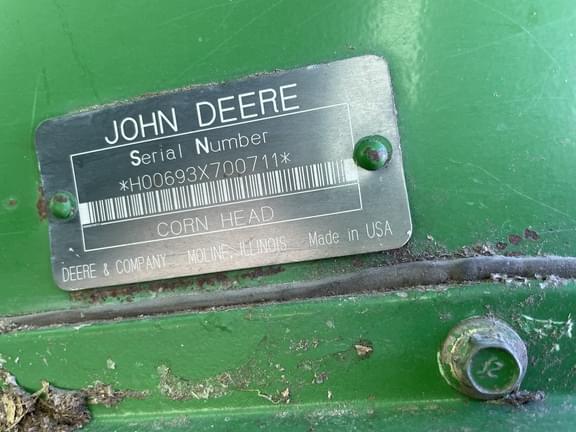 JOHN DEERE
Serial Number
*H00693X700711*
CORN HEAD
DEERE & COMPANY MOLINE, ILLINOIS Made in USA